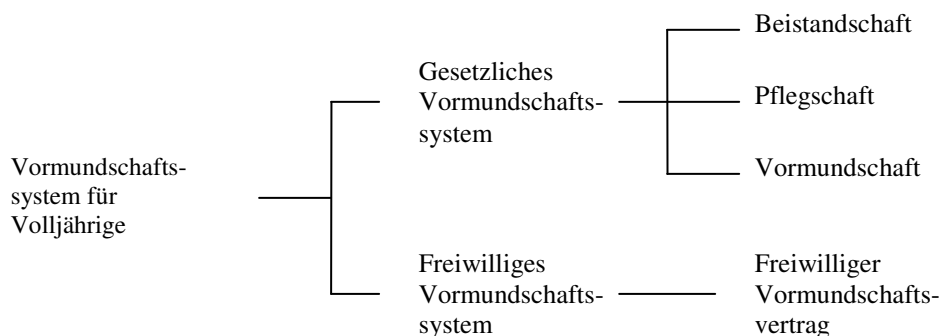 Vormundschafts-
system für
Volljährige
Gesetzliches
Vormundschafts-
system
Beistandschaft
Pflegschaft
Vormundschaft
Freiwilliges
Vormundschafts-
system
Freiwilliger
Vormundschafts-
vertrag